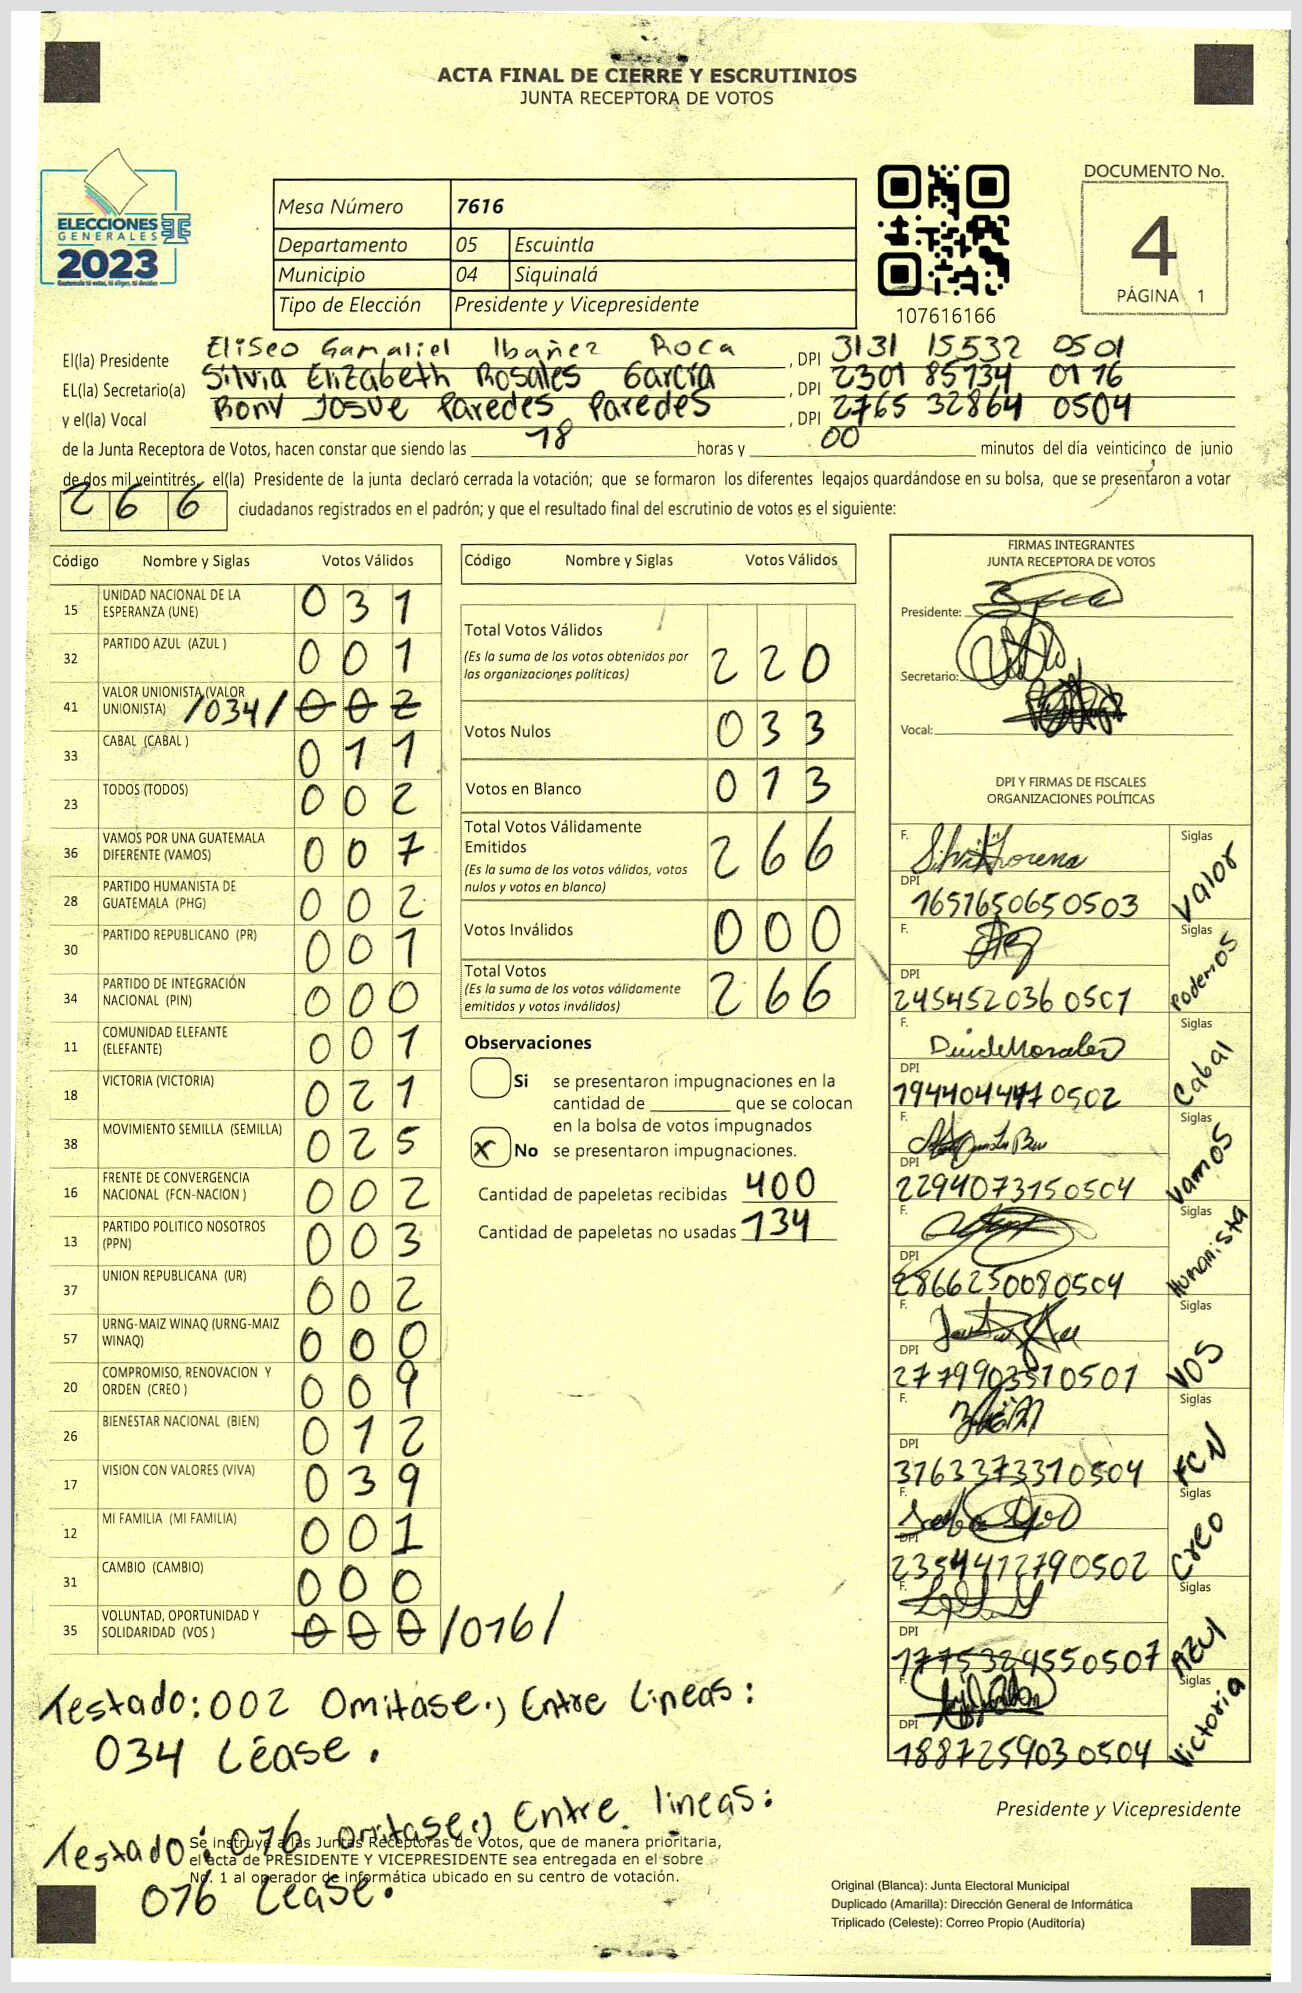 ACTA FINAL DE CIERRE Y ESCRUTINIOS
JUNTA RECEPTORA DE VOTOS
ELECCIONES
GENERALES
2023
Mesa Número 7616
Departamento 05 Escuintla
Municipio 04 Siquinalá
Tipo de Elección Presidente y Vicepresidente
107616166
DOCUMENTO No.
4
PÁGINA 1
El(la) Presidente Eliseo Gamaliel Ibañez Roca , DPI 3131 15532 0501
EL(la) Secretario(a) Silvia Elizabeth Rosales García , DPI 2301 85734 0116
y el(la) Vocal Rony Josue Paredes Paredes , DPI 2765 32864 0504
de la Junta Receptora de Votos, hacen constar que siendo las 18 horas y 00 minutos del día veinticinco de junio
de dos mil veintitrés, el(la) Presidente de la junta declaró cerrada la votación; que se formaron los diferentes legajos quardándose en su bolsa, que se presentaron a votar
266 ciudadanos registrados en el padrón; y que el resultado final del escrutinio de votos es el siguiente:
Código Nombre y Siglas Votos Válidos
15 UNIDAD NACIONAL DE LA ESPERANZA (UNE) 031
32 PARTIDO AZUL (AZUL ) 001
41 VALOR UNIONISTA (VALOR UNIONISTA) /034/ 002
33 CABAL (CABAL ) 011
23 TODOS (TODOS) 002
36 VAMOS POR UNA GUATEMALA DIFERENTE (VAMOS) 007
28 PARTIDO HUMANISTA DE GUATEMALA (PHG) 002
30 PARTIDO REPUBLICANO (PR) 001
34 PARTIDO DE INTEGRACIÓN NACIONAL (PIN) 000
11 COMUNIDAD ELEFANTE (ELEFANTE) 001
18 VICTORIA (VICTORIA) 021
38 MOVIMIENTO SEMILLA (SEMILLA) 025
16 FRENTE DE CONVERGENCIA NACIONAL (FCN-NACION ) 002
13 PARTIDO POLITICO NOSOTROS (PPN) 003
37 UNION REPUBLICANA (UR) 002
57 URNG-MAIZ WINAQ (URNG-MAIZ WINAQ) 000
20 COMPROMISO, RENOVACION Y ORDEN (CREO ) 009
26 BIENESTAR NACIONAL (BIEN) 012
17 VISION CON VALORES (VIVA) 039
12 MI FAMILIA (MI FAMILIA) 001
31 CAMBIO (CAMBIO) 000
35 VOLUNTAD, OPORTUNIDAD Y SOLIDARIDAD (VOS ) 000 /016/
Código Nombre y Siglas Votos Válidos
Total Votos Válidos 220
(Es la suma de los votos obtenidos por
las organizaciones políticas)
Votos Nulos 033
Votos en Blanco 013
Total Votos Válidamente
Emitidos 266
(Es la suma de los votos válidos, votos
nulos y votos en blanco)
Votos Inválidos 000
Total Votos 266
(Es la suma de los votos válidamente
emitidos y votos inválidos)
Observaciones
Si se presentaron impugnaciones en la
cantidad de ________ que se colocan
en la bolsa de votos impugnados
X No se presentaron impugnaciones.
Cantidad de papeletas recibidas 400
Cantidad de papeletas no usadas 134
FIRMAS INTEGRANTES
JUNTA RECEPTORA DE VOTOS
Presidente:
Secretario:
Vocal:
DPI Y FIRMAS DE FISCALES
ORGANIZACIONES POLÍTICAS
F. Siglas Valor
DPI 1657650650503
F. Siglas Podemos
DPI 2454520360501
F. Siglas Cabal
DPI 0502
F. Siglas Vamos
DPI 2294073150504
F. Siglas Humanista
DPI 2866250080504
F. Siglas VOS
DPI 2779903510501
F. Siglas FCN
DPI 3163373310504
F. Siglas Creo
DPI 2354412790502
F. Siglas AZUL
DPI 1775324550507
F. Siglas Victoria
DPI 1887259030504
Testado: 002 Omitase., Entre lineas:
034 Léase.
Testado: 016 omitase., Entre lineas:
016 Lease.
Se instruye a las Juntas Receptoras de Votos, que de manera prioritaria,
el acta de PRESIDENTE Y VICEPRESIDENTE sea entregada en el sobre
No. 1 al operador de informática ubicado en su centro de votación.
Presidente y Vicepresidente
Original (Blanca): Junta Electoral Municipal
Duplicado (Amarilla): Dirección General de Informática
Triplicado (Celeste): Correo Propio (Auditoría)